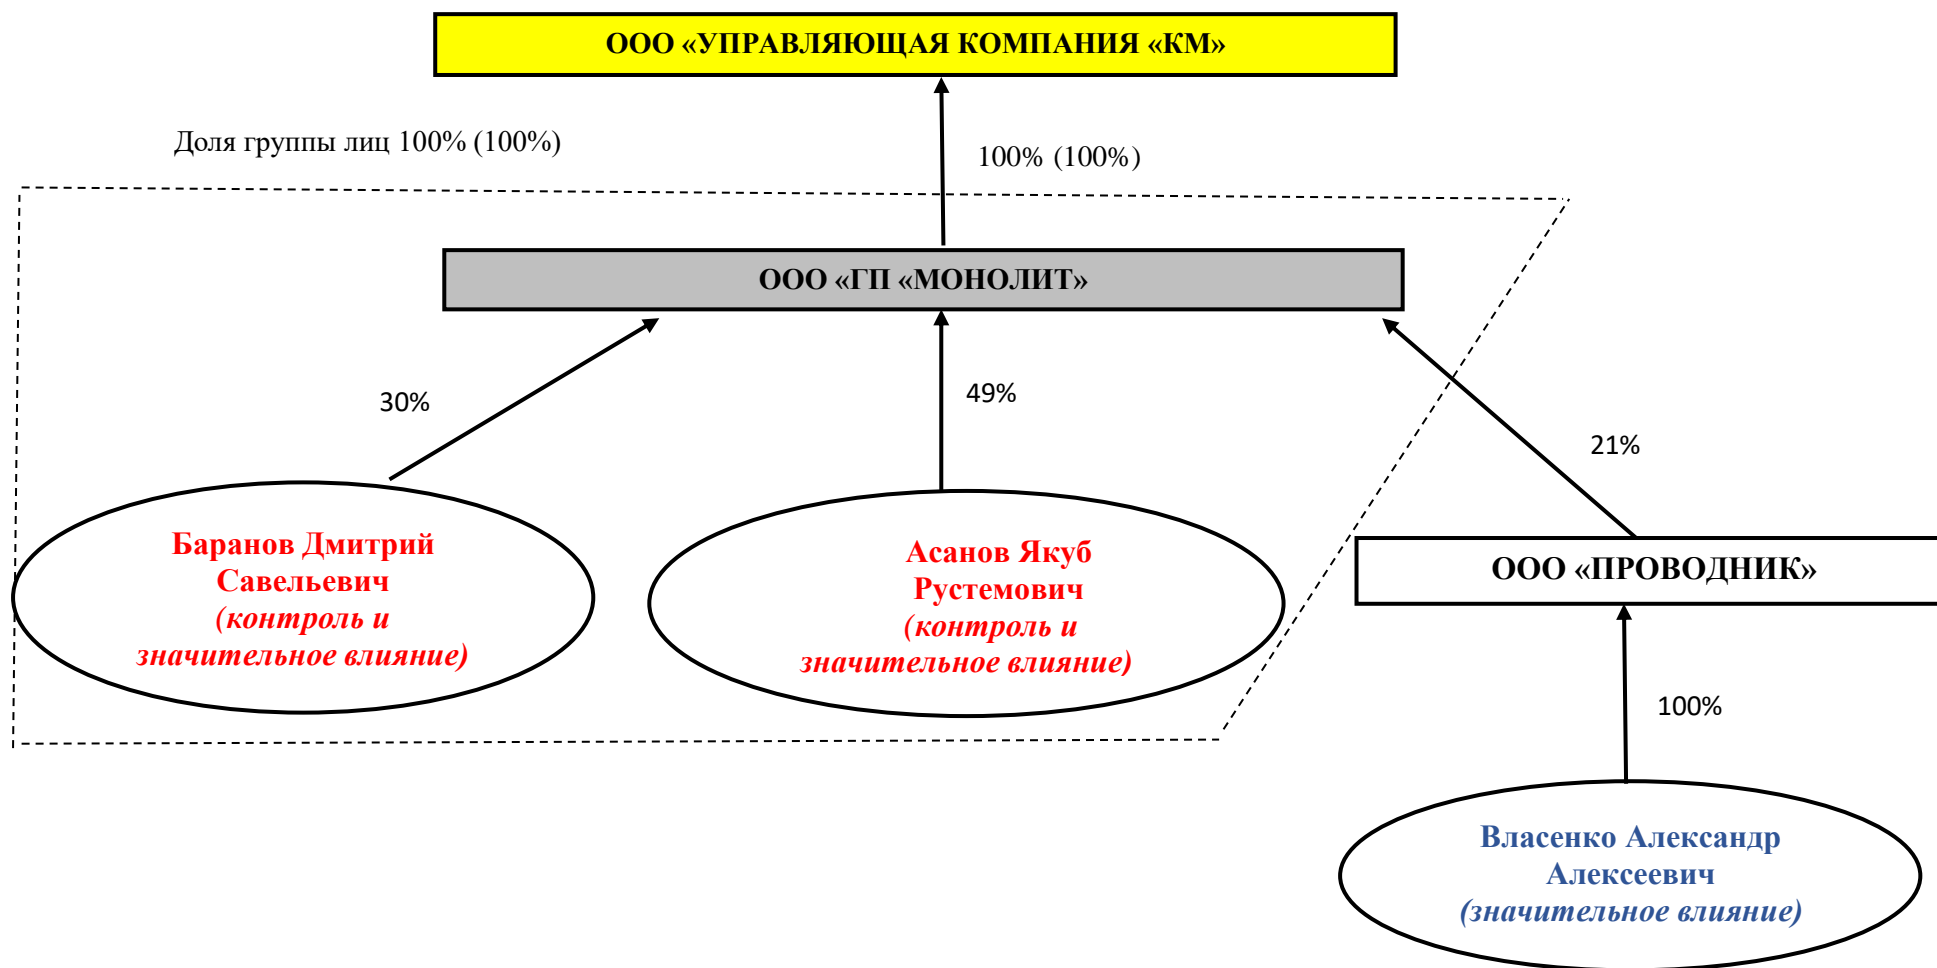 ООО «УПРАВЛЯЮЩАЯ КОМПАНИЯ «КМ»
Доля группы лиц 100% (100%)
100% (100%)
ООО «ГП «МОНОЛИТ»
30%
49%
21%
Баранов Дмитрий
Савельевич
(контроль и
значительное влияние)
Асанов Якуб
Рустемович
(контроль и
значительное влияние)
ООО «ПРОВОДНИК»
100%
Власенко Александр
Алексеевич
(значительное влияние)